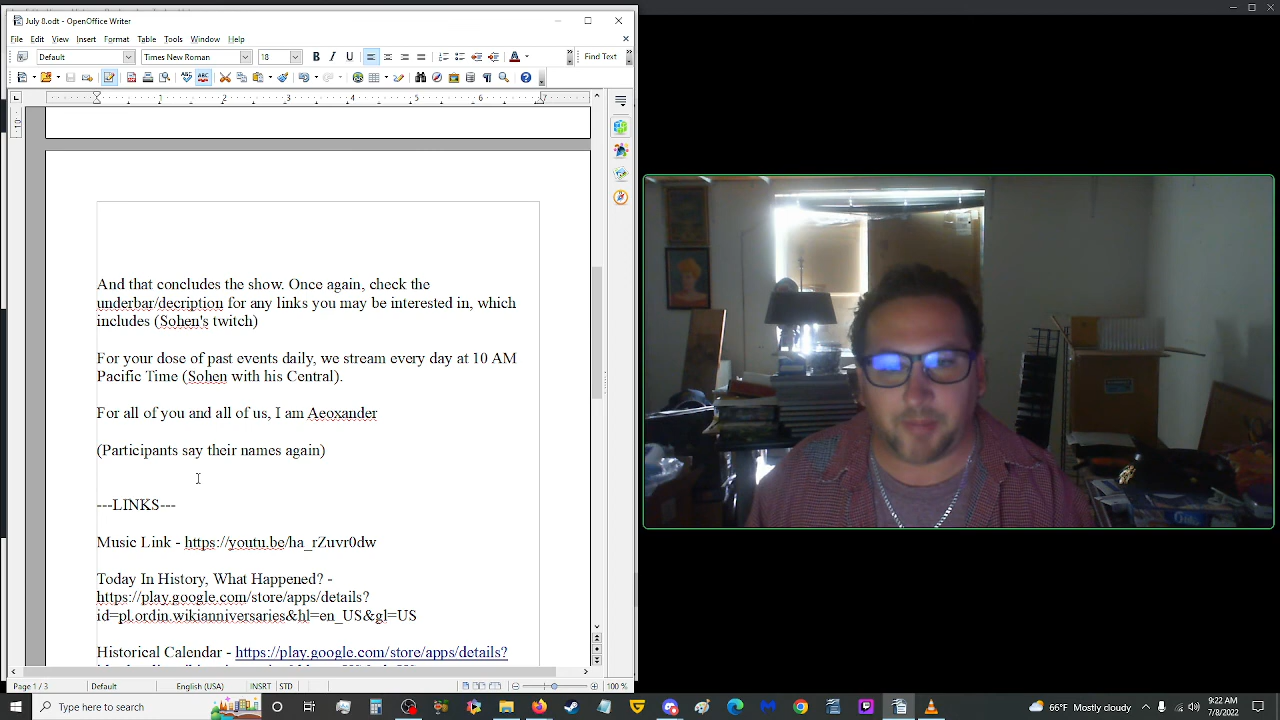 July 8.odt - OpenOffice Writer
File Edit View Insert Format Table Tools Window Help
Default Times New Roman 18 Find Text
1 2 3 4 5 6 7
And that concludes the show. Once again, check the
underbar/decription for any links you may be interested in, which
includes (Sohen's twitch)
For your dose of past events daily, we stream every day at 10 AM
Pacific Time (Sohen with his Central).
For all of you and all of us, I am Aeoxander
(Participants say their names again)
---LINKS---
Music Link - https://youtu.be/ha_rZuvr0dw
Today In History, What Happened? -
https://play.google.com/store/apps/details?
id=pl.ordin.wikianniversaries&hl=en_US&gl=US
Historical Calendar - https://play.google.com/store/apps/details?
Page 1 / 3 Default English (USA) INSRT STD 100 %
Type here to search
66°F Mostly cloudy
9:22 AM
7/8/2022